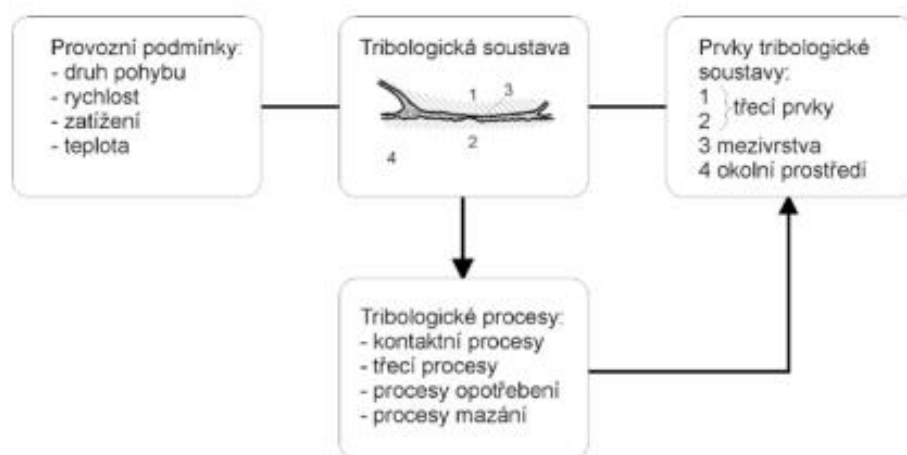 Provozní podmínky:
- druh pohybu
- rychlost
- zatížení
- teplota
Tribologická soustava
1
3
2
4
Prvky tribologické
soustavy:
1
2
třecí prvky
3 mezivrstva
4 okolní prostředí
Tribologické procesy:
- kontaktní procesy
- třecí procesy
- procesy opotřebení
- procesy mazání